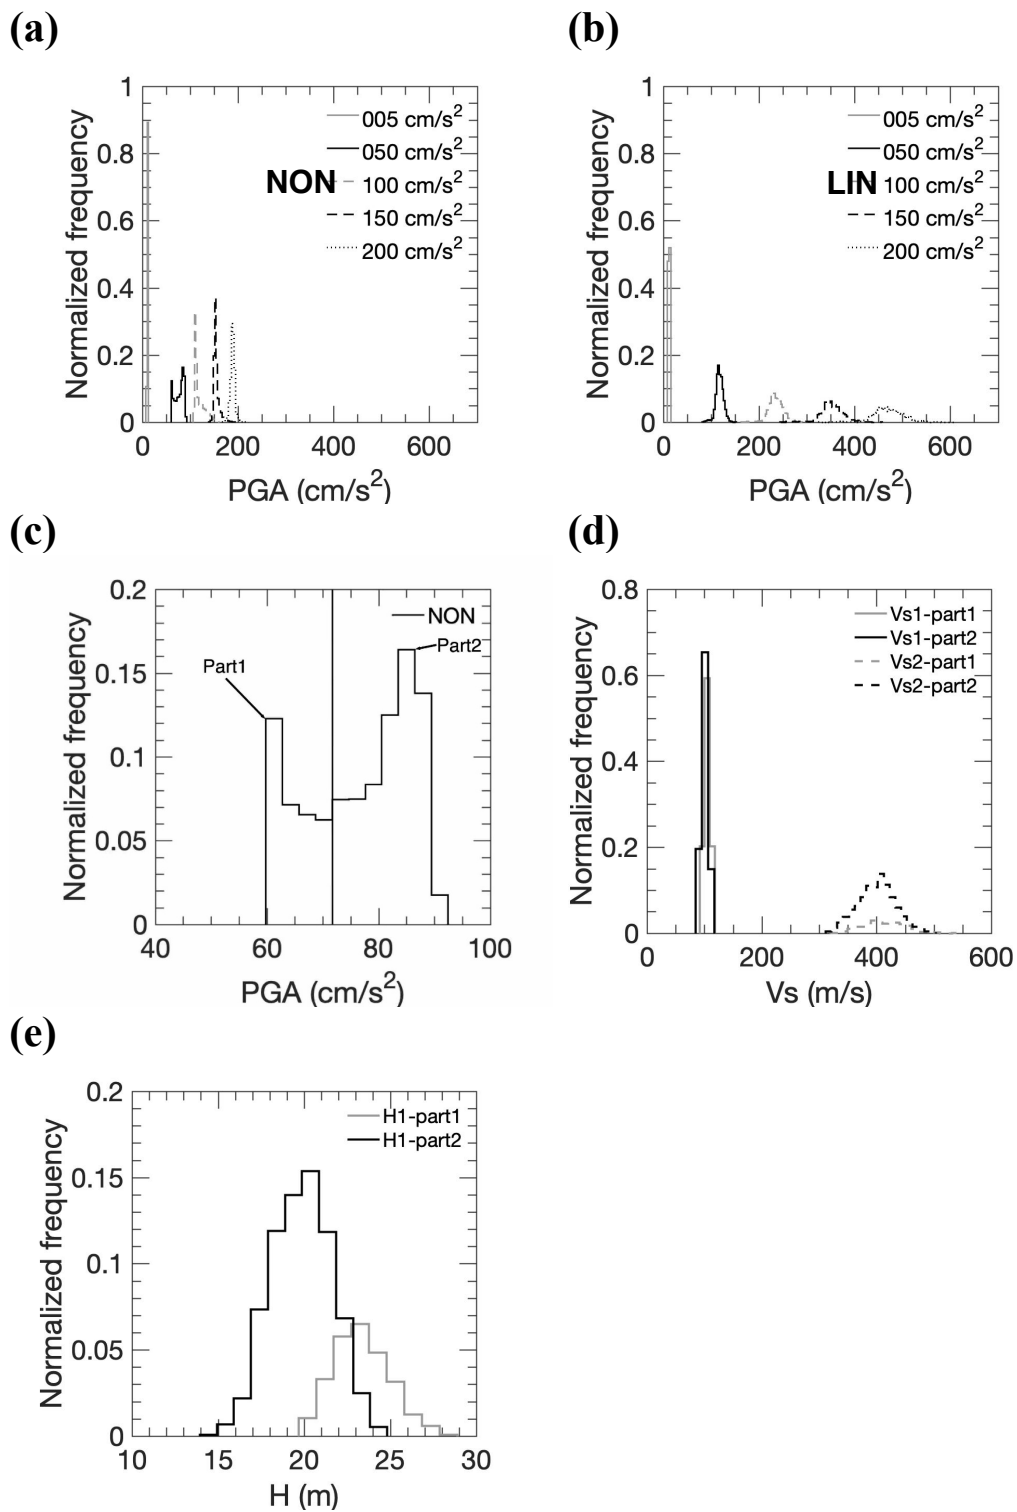 (a)
Normalized frequency
1
0.8
0.6
0.4
0.2
0
0 200 400 600
PGA (cm/s²)
NON
005 cm/s²
050 cm/s²
100 cm/s²
150 cm/s²
200 cm/s²
(b)
Normalized frequency
1
0.8
0.6
0.4
0.2
0
0 200 400 600
PGA (cm/s²)
LIN
005 cm/s²
050 cm/s²
100 cm/s²
150 cm/s²
200 cm/s²
(c)
Normalized frequency
0.2
0.15
0.1
0.05
0
40 60 80 100
PGA (cm/s²)
NON
Part1
Part2
(d)
Normalized frequency
0.8
0.6
0.4
0.2
0
0 200 400 600
Vs (m/s)
Vs1-part1
Vs1-part2
Vs2-part1
Vs2-part2
(e)
Normalized frequency
0.2
0.15
0.1
0.05
0
10 15 20 25 30
H (m)
H1-part1
H1-part2